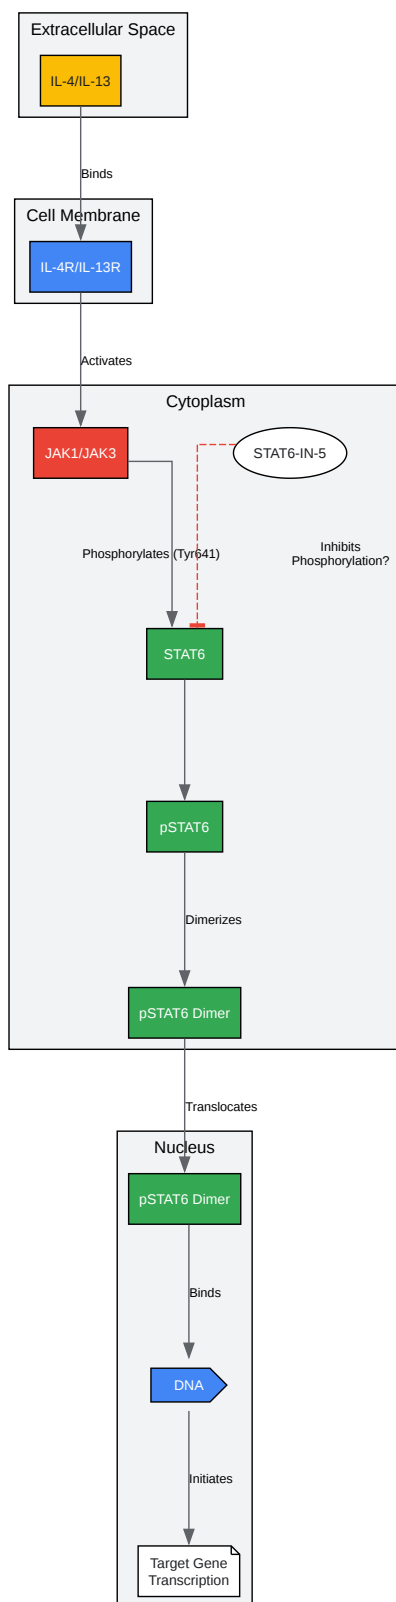 Extracellular Space
IL-4/IL-13
Binds
Cell Membrane
IL-4R/IL-13R
Activates
Cytoplasm
JAK1/JAK3
STAT6-IN-5
Phosphorylates (Tyr641)
Inhibits
Phosphorylation?
STAT6
pSTAT6
Dimerizes
pSTAT6 Dimer
Translocates
Nucleus
pSTAT6 Dimer
Binds
DNA
Initiates
Target Gene
Transcription